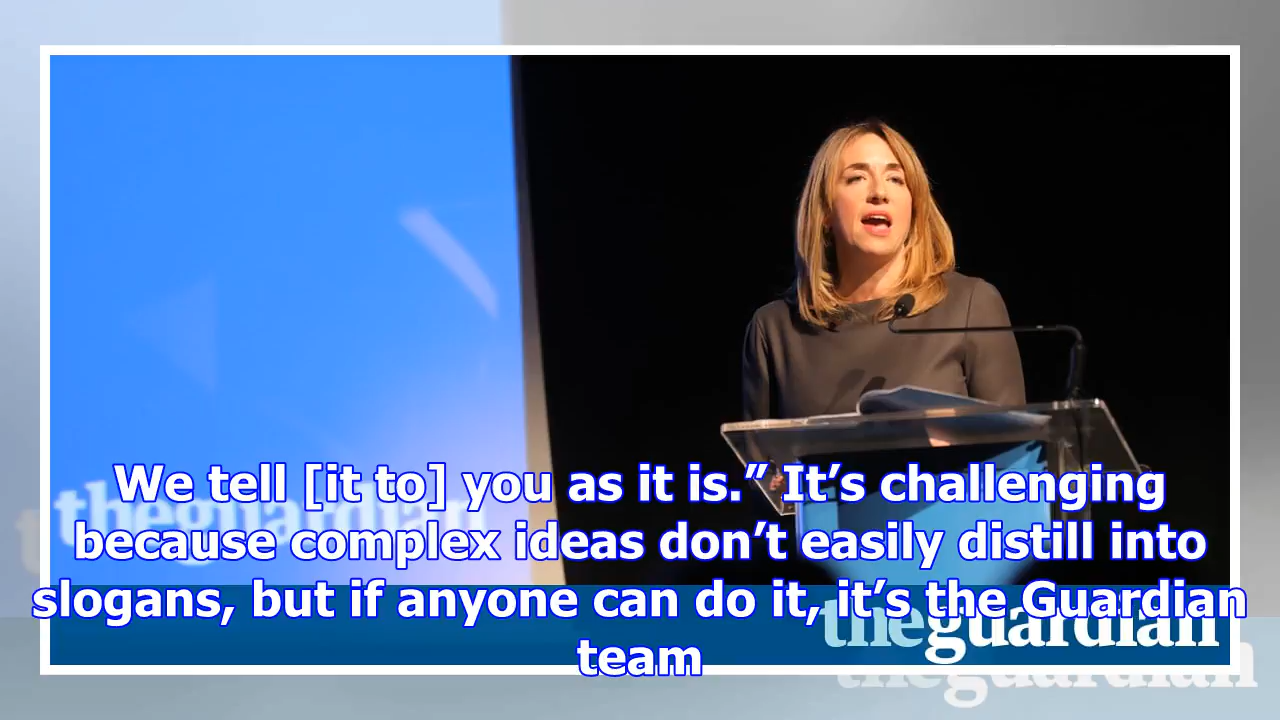 We tell [it to] you as it is.” It’s challenging
because complex ideas don’t easily distill into
slogans, but if anyone can do it, it’s the Guardian
team
theguardian
theguardian
theguardian